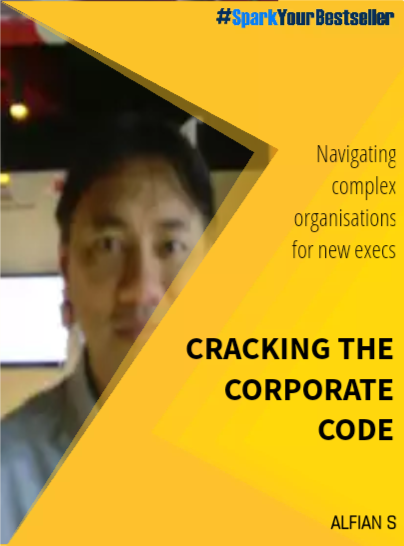 #SparkYourBestseller
Navigating
complex
organisations
for new execs
CRACKING THE
CORPORATE
CODE
ALFIAN S